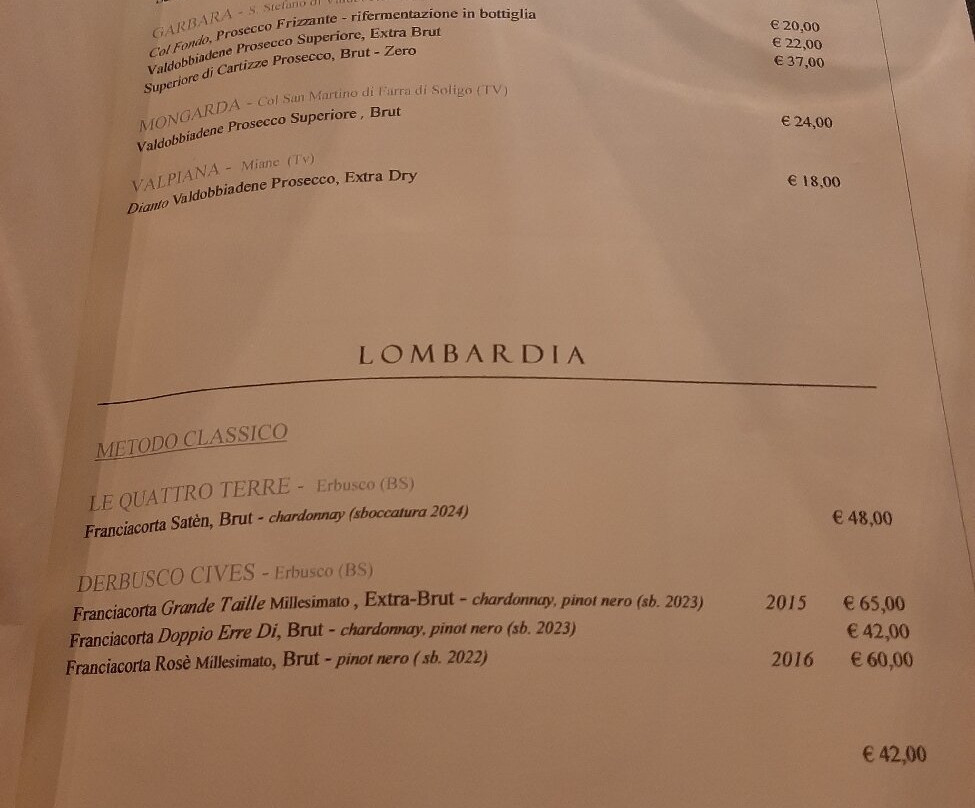 GARBARA - S. Stefano di
Col Fondo, Prosecco Frizzante - rifermentazione in bottiglia € 20,00
Valdobbiadene Prosecco Superiore, Extra Brut € 22,00
Superiore di Cartizze Prosecco, Brut - Zero € 37,00
MONGARDA - Col San Martino di Farra di Soligo (TV)
Valdobbiadene Prosecco Superiore , Brut € 24,00
VALPIANA - Miane (Tv)
Dianto Valdobbiadene Prosecco, Extra Dry € 18,00
LOMBARDIA
METODO CLASSICO
LE QUATTRO TERRE - Erbusco (BS)
Franciacorta Satèn, Brut - chardonnay (sboccatura 2024) € 48,00
DERBUSCO CIVES - Erbusco (BS)
Franciacorta Grande Taille Millesimato , Extra-Brut - chardonnay, pinot nero (sb. 2023) 2015 € 65,00
Franciacorta Doppio Erre Di, Brut - chardonnay, pinot nero (sb. 2023) € 42,00
Franciacorta Rosè Millesimato, Brut - pinot nero ( sb. 2022) 2016 € 60,00
€ 42,00